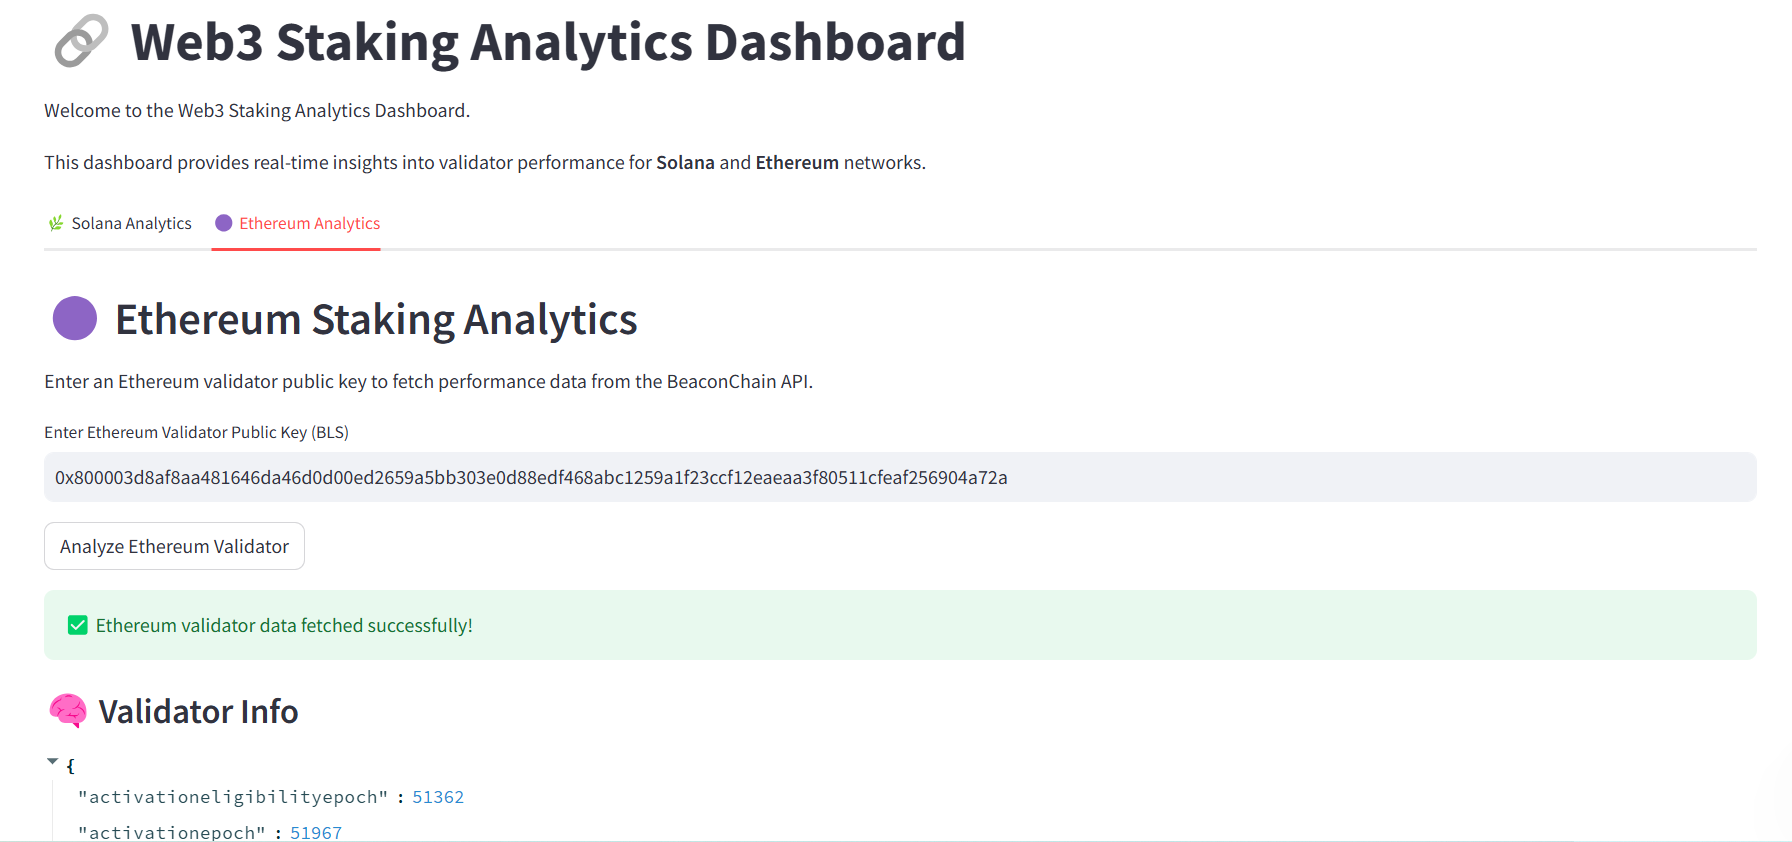 Web3 Staking Analytics Dashboard
Welcome to the Web3 Staking Analytics Dashboard.
This dashboard provides real-time insights into validator performance for Solana and Ethereum networks.
Solana Analytics Ethereum Analytics
Ethereum Staking Analytics
Enter an Ethereum validator public key to fetch performance data from the BeaconChain API.
Enter Ethereum Validator Public Key (BLS)
0x800003d8af8aa481646da46d0d00ed2659a5bb303e0d88edf468abc1259a1f23ccf12eaeaa3f80511cfeaf256904a72a
Analyze Ethereum Validator
Ethereum validator data fetched successfully!
Validator Info
{
"activationeligibilityepoch" : 51362
"activationepoch" : 51967